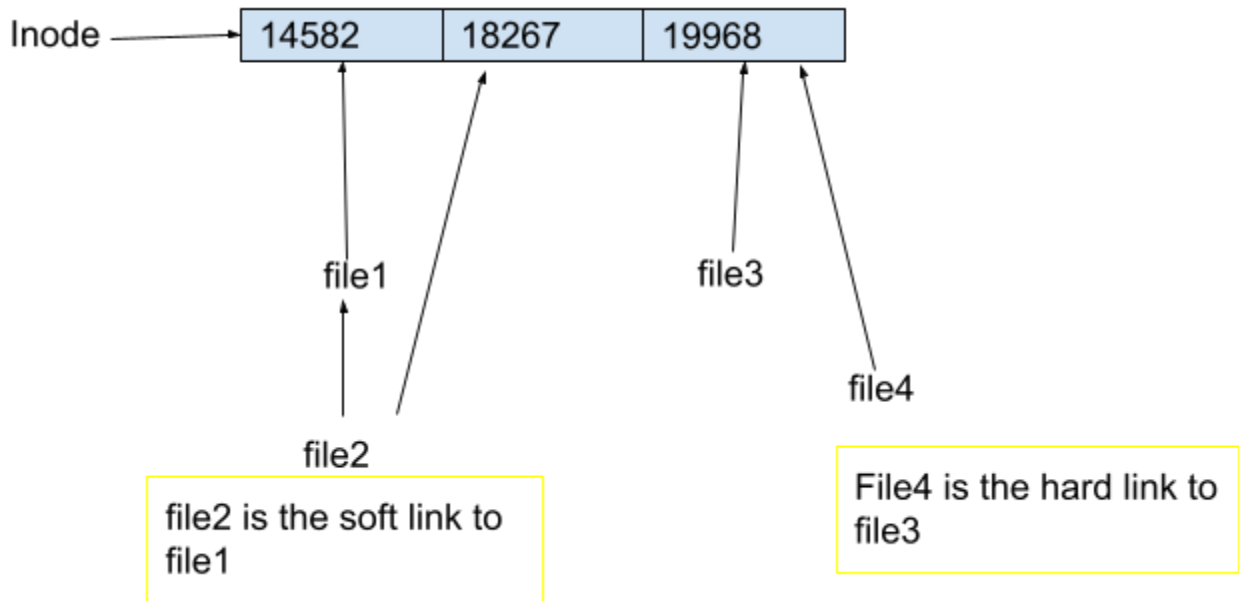 Inode
14582 18267 19968
file1
file3
file4
file2
file2 is the soft link to
file1
File4 is the hard link to
file3